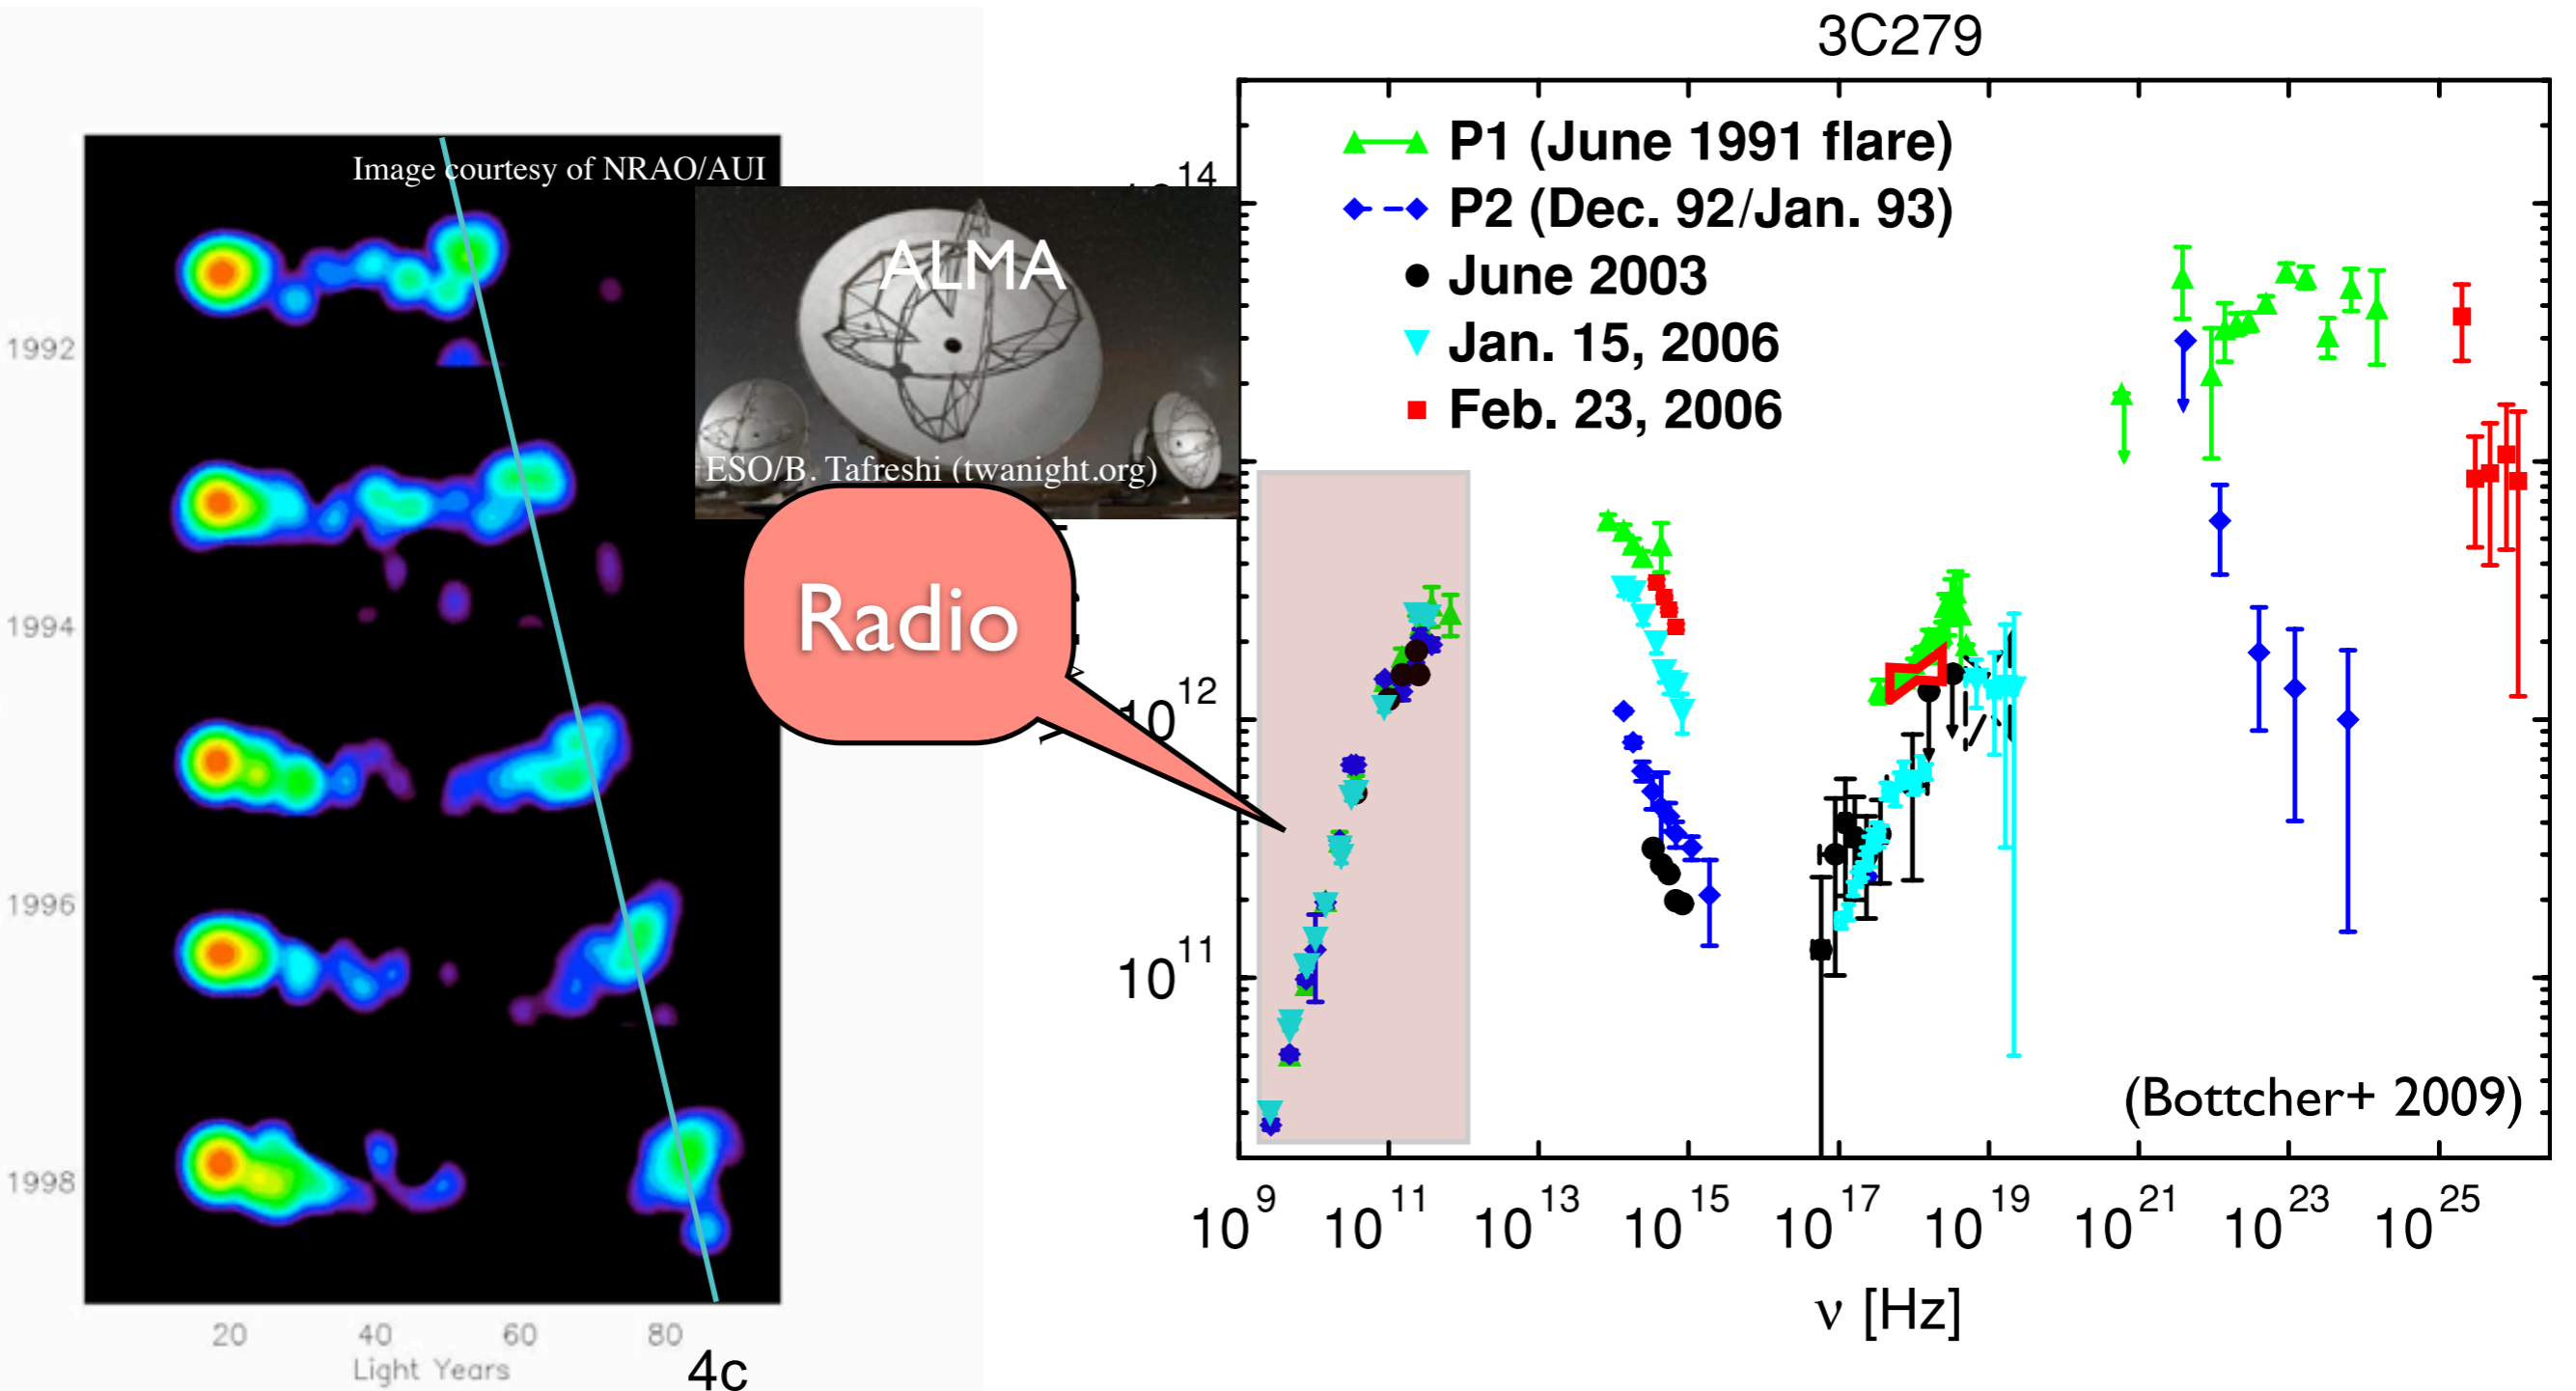 Image courtesy of NRAO/AUI
1992
1994
1996
1998
20 40 60 80
Light Years
4c
ALMA
ESO/B. Tafreshi (twanight.org)
Radio
3C279
P1 (June 1991 flare)
P2 (Dec. 92/Jan. 93)
June 2003
Jan. 15, 2006
Feb. 23, 2006
10^12
10^11
(Bottcher+ 2009)
10^9 10^11 10^13 10^15 10^17 10^19 10^21 10^23 10^25
ν [Hz]